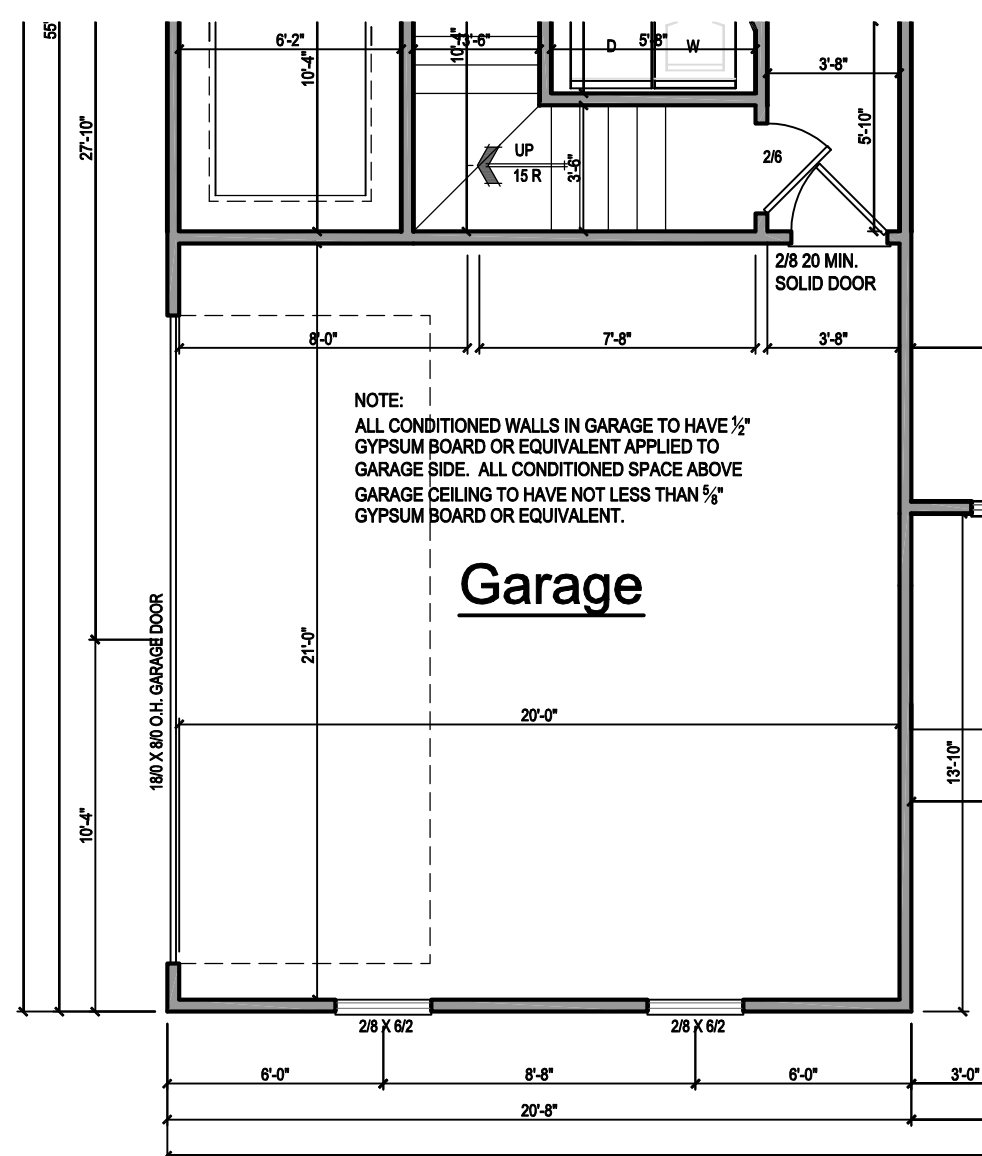 55'
6'-2"
10'-4"
10'-4"
3'-6"
D
5'-8"
W
3'-8"
27'-10"
5'-10"
UP
15 R
3'-6"
2/6
2/8 20 MIN.
SOLID DOOR
8'-0"
7'-8"
3'-8"
NOTE:
ALL CONDITIONED WALLS IN GARAGE TO HAVE ½"
GYPSUM BOARD OR EQUIVALENT APPLIED TO
GARAGE SIDE. ALL CONDITIONED SPACE ABOVE
GARAGE CEILING TO HAVE NOT LESS THAN ⅝"
GYPSUM BOARD OR EQUIVALENT.
Garage
18/0 X 8/0 O.H. GARAGE DOOR
21'-0"
20'-0"
13'-10"
10'-4"
2/8 X 6/2
2/8 X 6/2
6'-0"
8'-8"
6'-0"
3'-0"
20'-8"